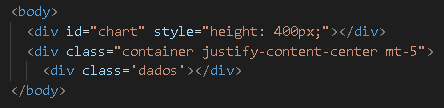 <body>
<div id="chart" style="height: 400px;"></div>
<div class="container justify-content-center mt-5">
<div class='dados'></div>
</body>